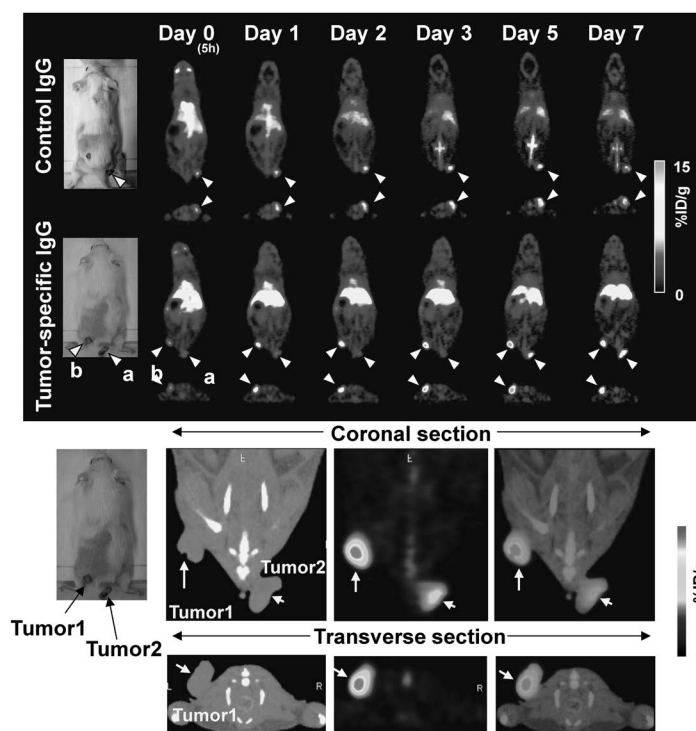 Day 0 Day 1 Day 2 Day 3 Day 5 Day 7
(5h)
Control IgG
15
%ID/g
0
Tumor-specific IgG
b a
b a
Coronal section
Tumor2
Tumor1
Tumor1
Tumor2
Transverse section
L R R
Tumor1